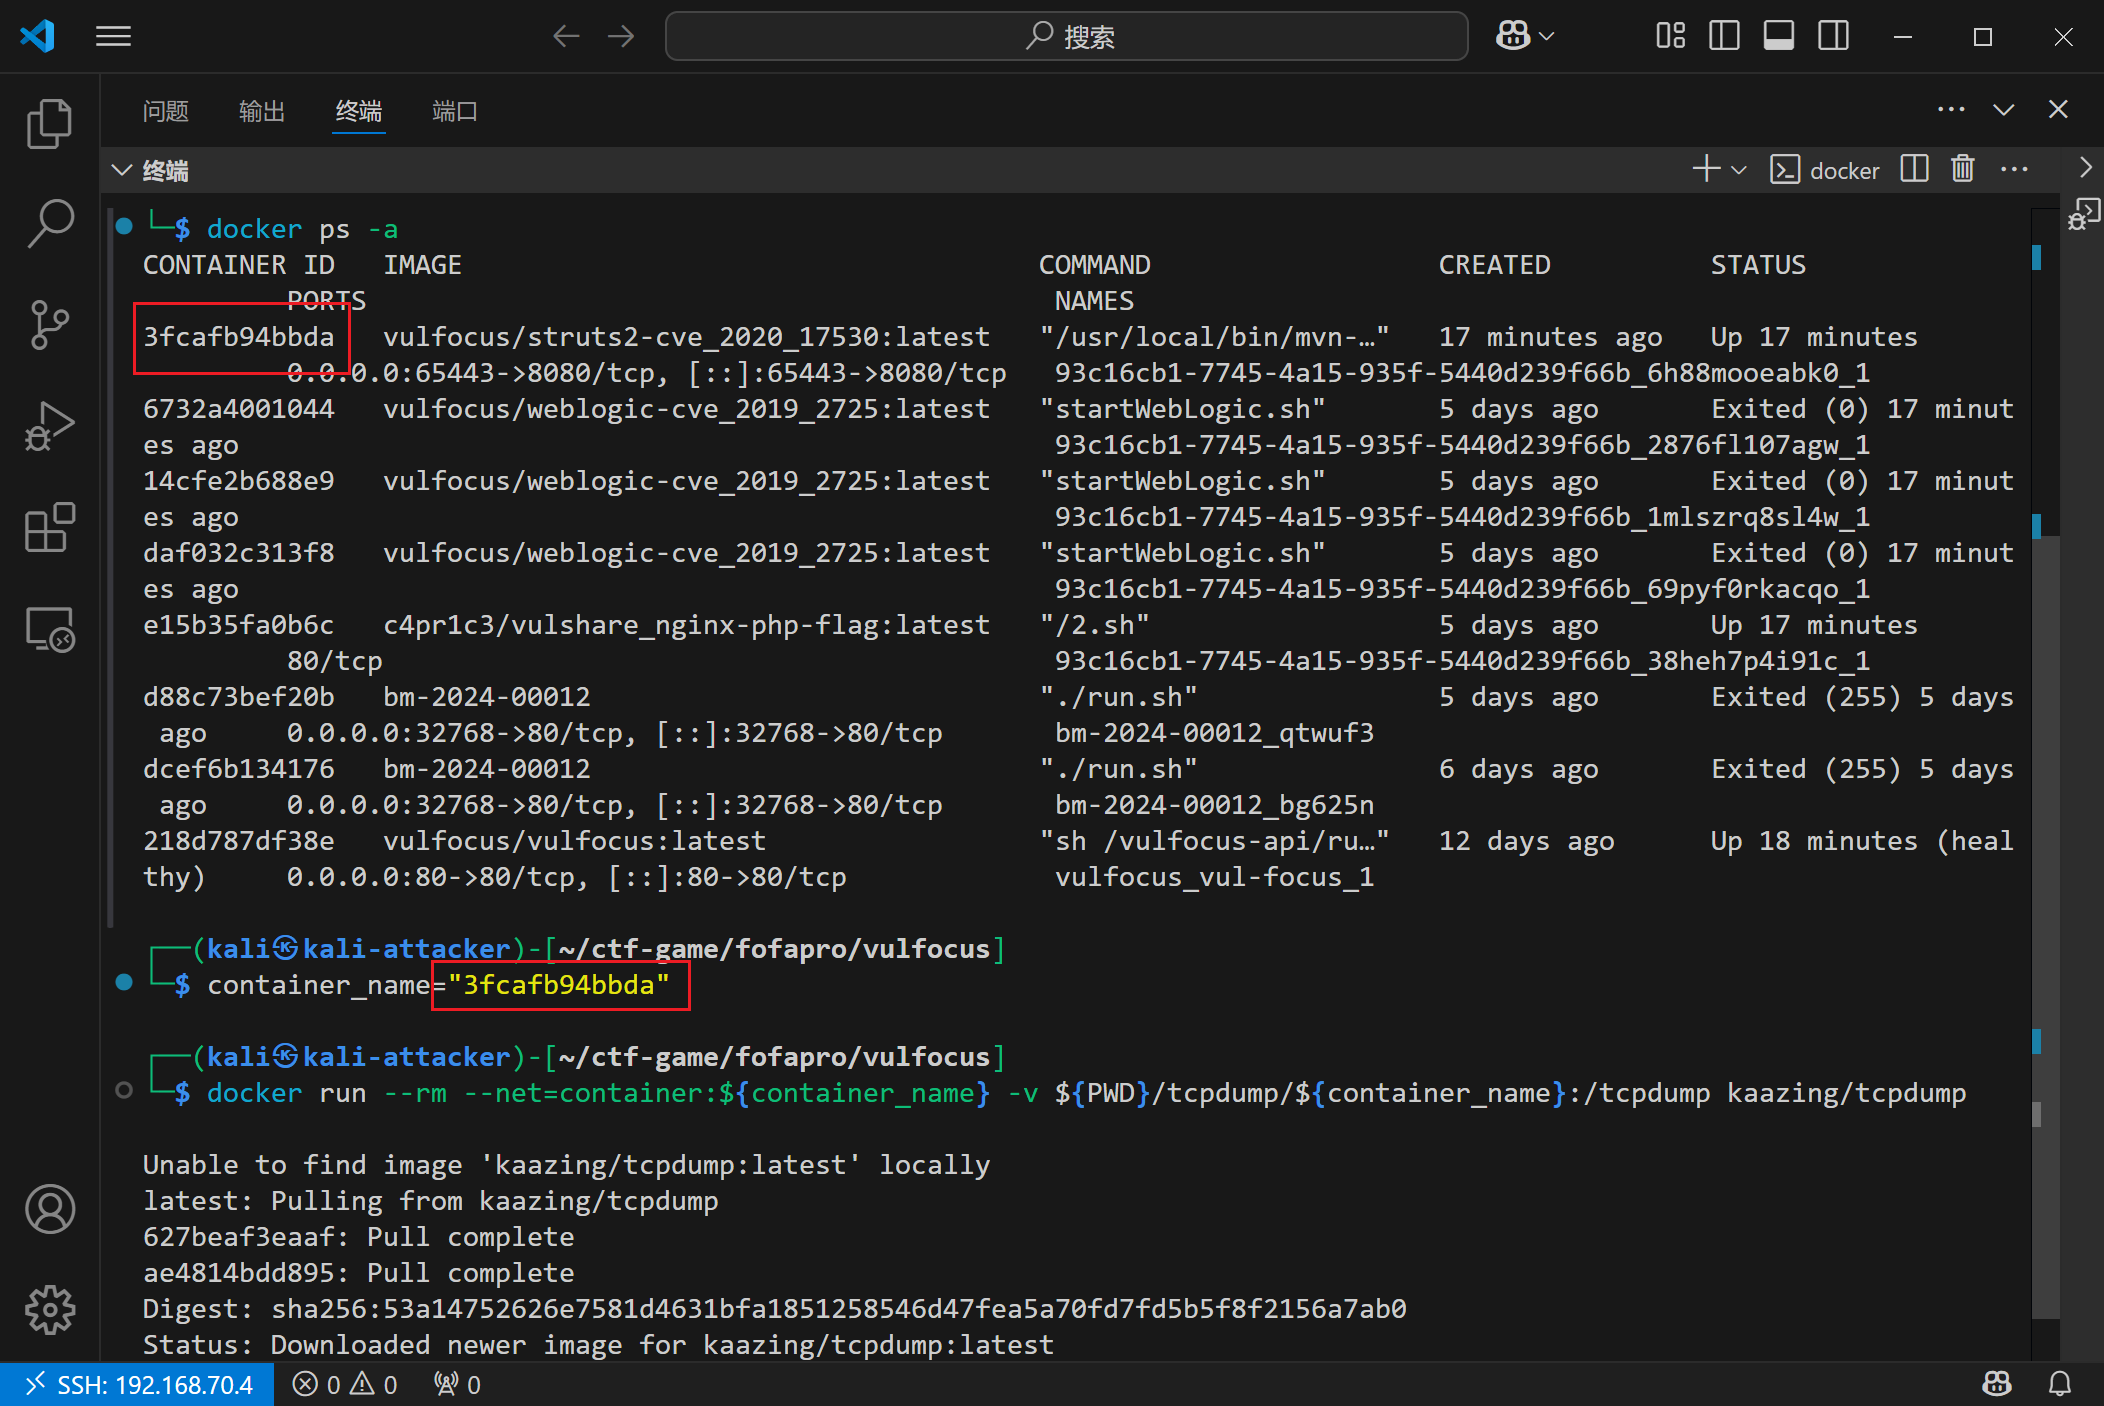 搜索
问题 输出 终端 端口
终端
docker
└─$ docker ps -a
CONTAINER ID   IMAGE                                    COMMAND                  CREATED          STATUS
         PORTS                                           NAMES
3fcafb94bbda   vulfocus/struts2-cve_2020_17530:latest   "/usr/local/bin/mvn-…"   17 minutes ago   Up 17 minutes
         0.0.0.0:65443->8080/tcp, [::]:65443->8080/tcp   93c16cb1-7745-4a15-935f-5440d239f66b_6h88mooeabk0_1
6732a4001044   vulfocus/weblogic-cve_2019_2725:latest   "startWebLogic.sh"       5 days ago       Exited (0) 17 minut
es ago                                                   93c16cb1-7745-4a15-935f-5440d239f66b_2876fl107agw_1
14cfe2b688e9   vulfocus/weblogic-cve_2019_2725:latest   "startWebLogic.sh"       5 days ago       Exited (0) 17 minut
es ago                                                   93c16cb1-7745-4a15-935f-5440d239f66b_1mlszrq8sl4w_1
daf032c313f8   vulfocus/weblogic-cve_2019_2725:latest   "startWebLogic.sh"       5 days ago       Exited (0) 17 minut
es ago                                                   93c16cb1-7745-4a15-935f-5440d239f66b_69pyf0rkacqo_1
e15b35fa0b6c   c4pr1c3/vulshare_nginx-php-flag:latest   "/2.sh"                  5 days ago       Up 17 minutes
         80/tcp                                          93c16cb1-7745-4a15-935f-5440d239f66b_38heh7p4i91c_1
d88c73bef20b   bm-2024-00012                            "./run.sh"               5 days ago       Exited (255) 5 days
 ago     0.0.0.0:32768->80/tcp, [::]:32768->80/tcp       bm-2024-00012_qtwuf3
dcef6b134176   bm-2024-00012                            "./run.sh"               6 days ago       Exited (255) 5 days
 ago     0.0.0.0:32768->80/tcp, [::]:32768->80/tcp       bm-2024-00012_bg625n
218d787df38e   vulfocus/vulfocus:latest                 "sh /vulfocus-api/ru…"   12 days ago      Up 18 minutes (heal
thy)     0.0.0.0:80->80/tcp, [::]:80->80/tcp             vulfocus_vul-focus_1
┌──(kali㉿kali-attacker)-[~/ctf-game/fofapro/vulfocus]
└─$ container_name="3fcafb94bbda"
┌──(kali㉿kali-attacker)-[~/ctf-game/fofapro/vulfocus]
└─$ docker run --rm --net=container:${container_name} -v ${PWD}/tcpdump/${container_name}:/tcpdump kaazing/tcpdump
Unable to find image 'kaazing/tcpdump:latest' locally
latest: Pulling from kaazing/tcpdump
627beaf3eaaf: Pull complete
ae4814bdd895: Pull complete
Digest: sha256:53a14752626e7581d4631bfa1851258546d47fea5a70fd7fd5b5f8f2156a7ab0
Status: Downloaded newer image for kaazing/tcpdump:latest
SSH: 192.168.70.4 0 0 0